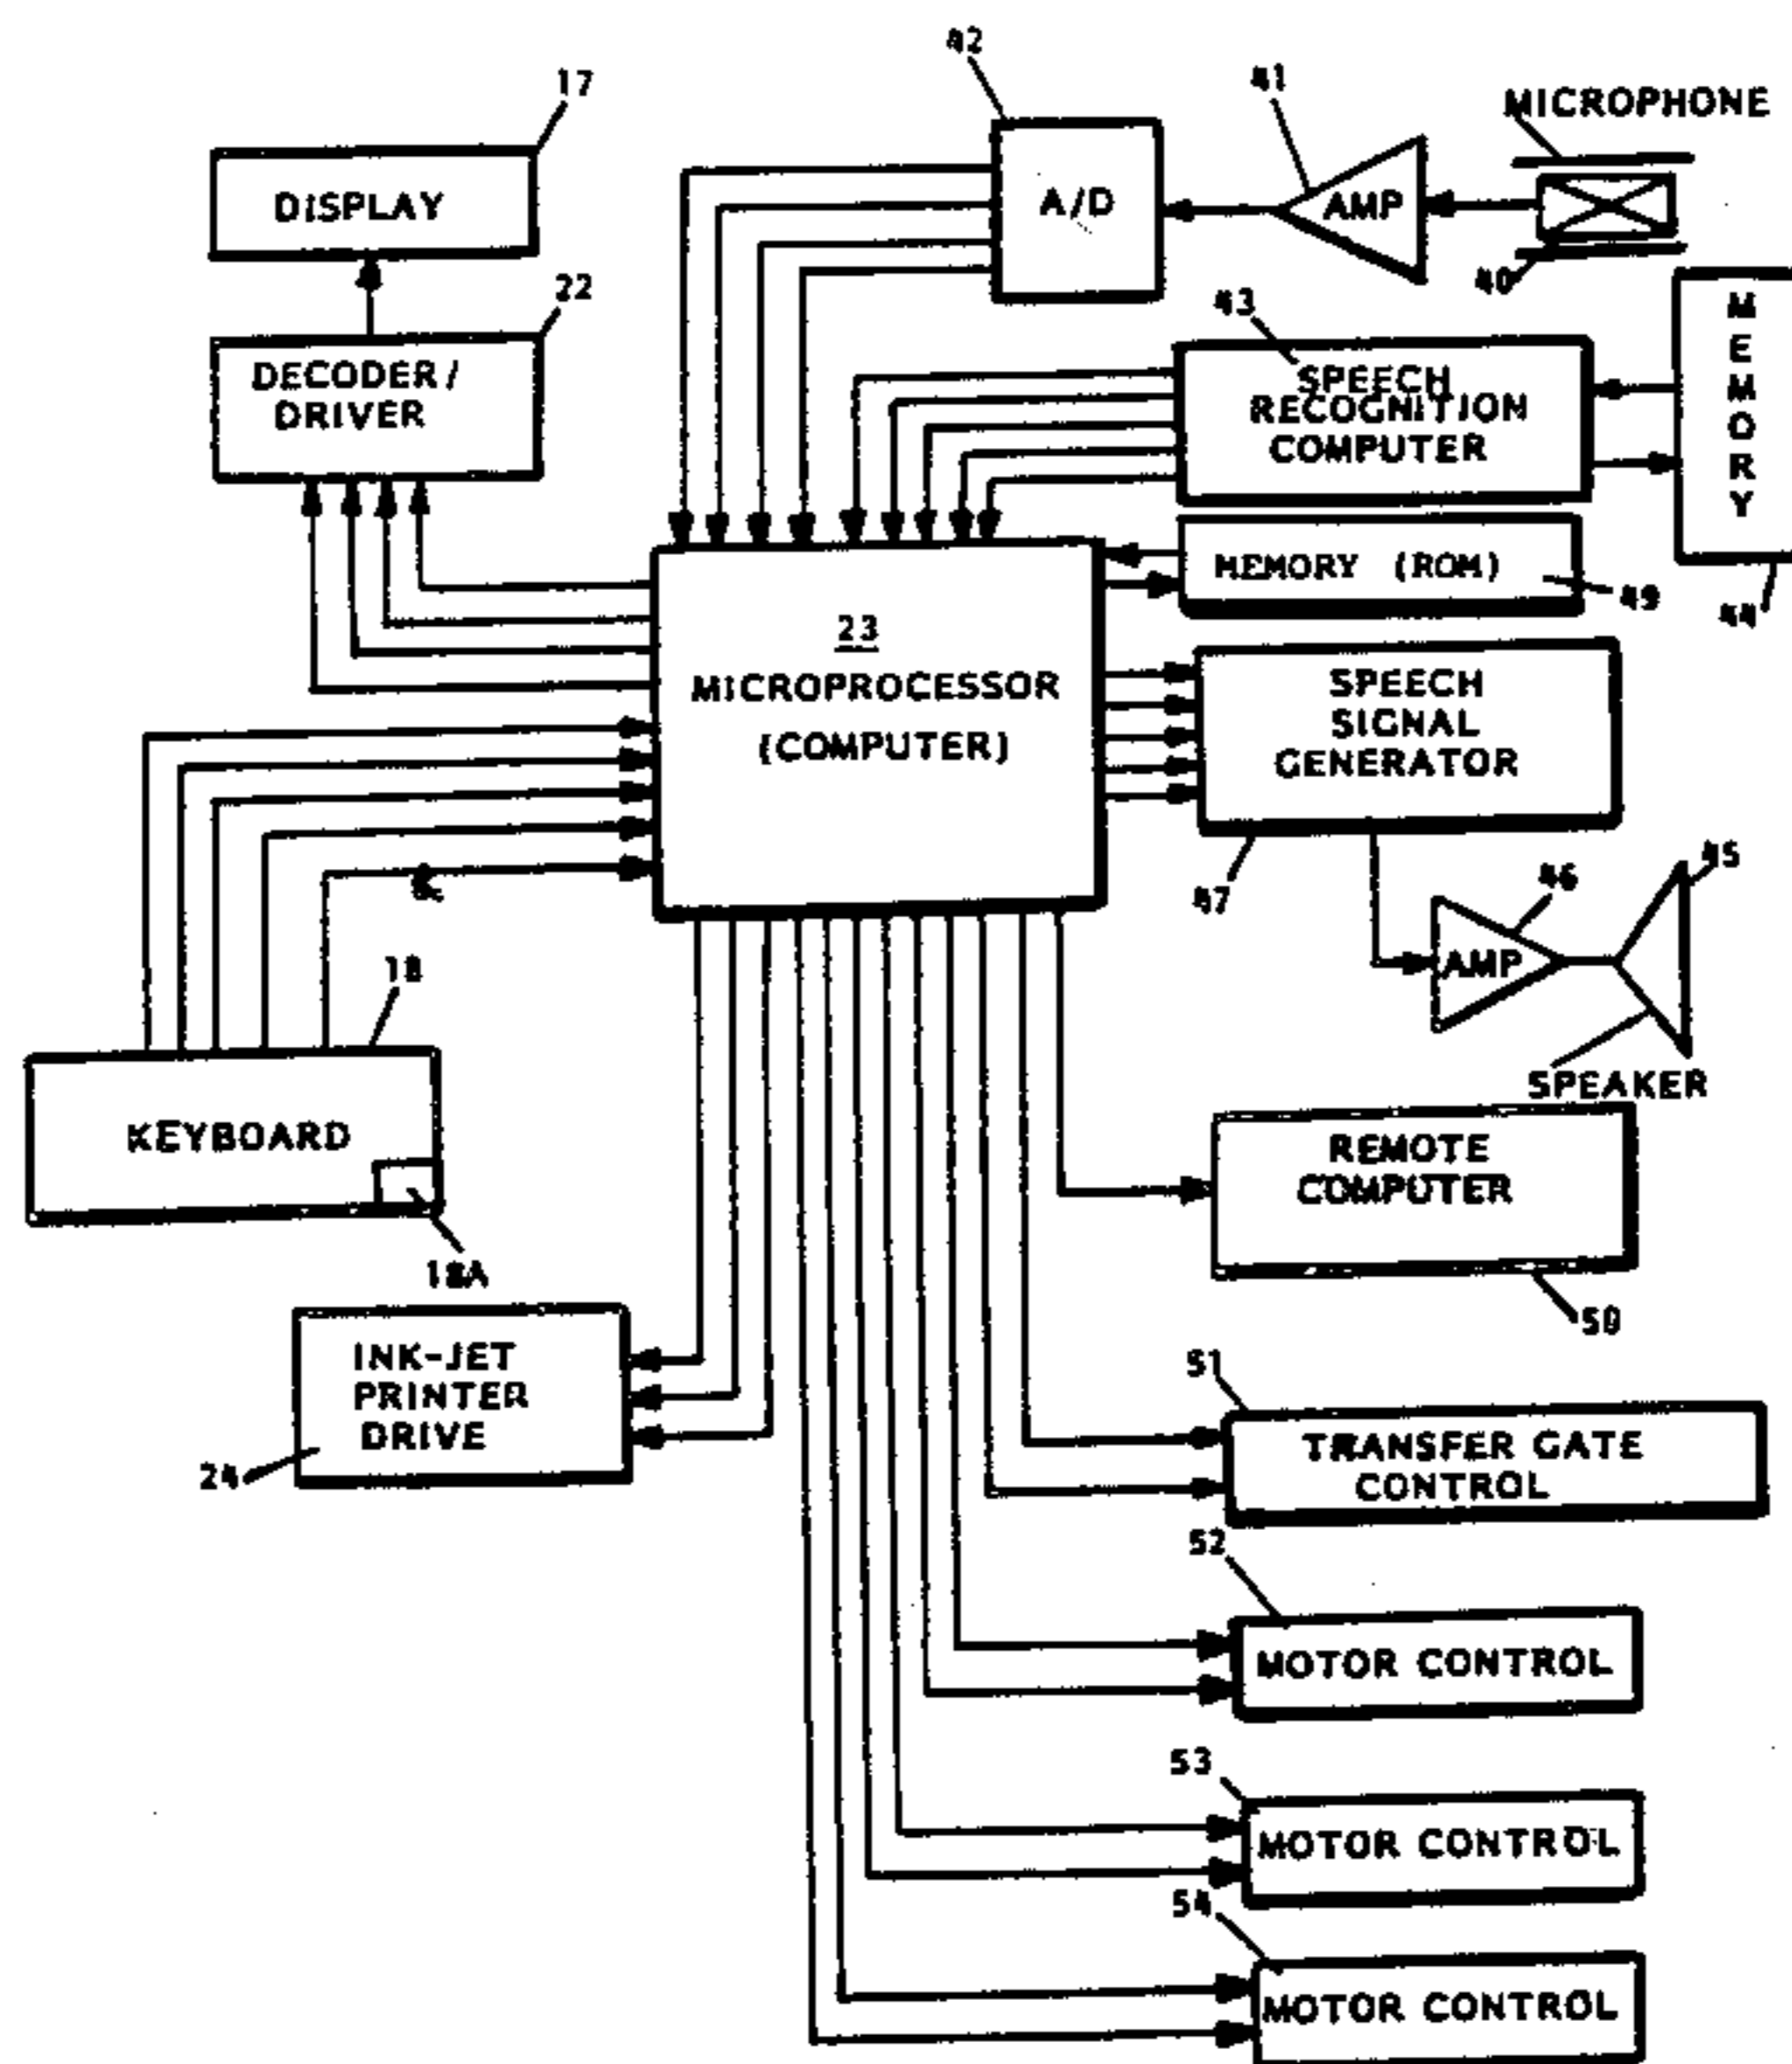 42
17
41
MICROPHONE
DISPLAY
A/D
AMP
22
40
43
MEMORY
44
DECODER/
DRIVER
SPEECH
RECOGNITION
COMPUTER
MEMORY (ROM)
49
23
MICROPROCESSOR
(COMPUTER)
SPEECH
SIGNAL
GENERATOR
47
46
45
AMP
SPEAKER
18
KEYBOARD
18A
REMOTE
COMPUTER
50
INK-JET
PRINTER
DRIVE
24
51
TRANSFER GATE
CONTROL
52
MOTOR CONTROL
53
MOTOR CONTROL
54
MOTOR CONTROL